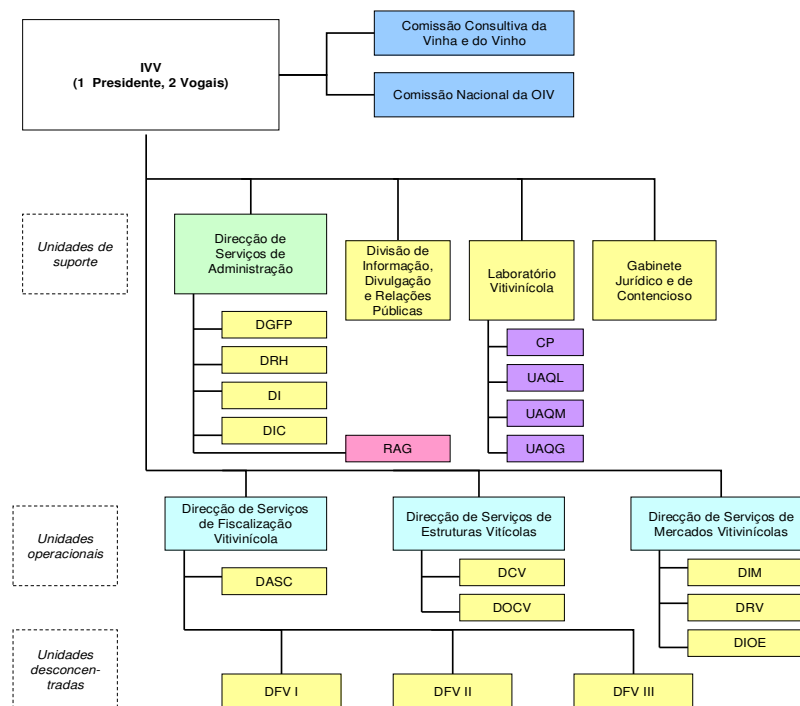 IVV
(1 Presidente, 2 Vogais)
Comissão Consultiva da
Vinha e do Vinho
Comissão Nacional da OIV
Unidades de
suporte
Direcção de
Serviços de
Administração
Divisão de
Informação,
Divulgação
e Relações
Públicas
Laboratório
Vitivinícola
Gabinete
Jurídico e de
Contencioso
DGFP
DRH
DI
DIC
RAG
CP
UAQL
UAQM
UAQG
Unidades
operacionais
Direcção de Serviços
de Fiscalização
Vitivinícola
Direcção de Serviços de
Estruturas Vitícolas
Direcção de Serviços de
Mercados Vitivinícolas
DASC
DCV
DOCV
DIM
DRV
DIOE
Unidades
desconcen-
tradas
DFV I
DFV II
DFV III